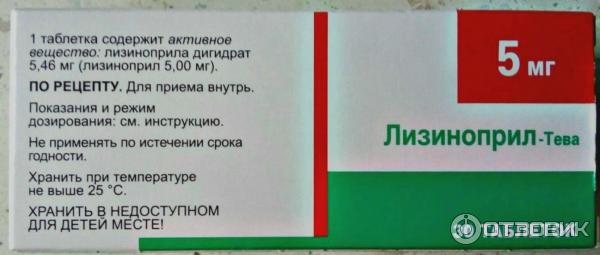 1 таблетка содержит активное
вещество: лизиноприла дигидрат
5,46 мг (лизиноприл 5,00 мг).
ПО РЕЦЕПТУ. Для приема внутрь.
Показания и режим
дозирования: см. инструкцию.
Не применять по истечении срока
годности.
Хранить при температуре
не выше 25 °C.
ХРАНИТЬ В НЕДОСТУПНОМ
ДЛЯ ДЕТЕЙ МЕСТЕ!
5 мг
Лизиноприл-Тева
ТАБЛЕТКИ
ОТЗОВИК